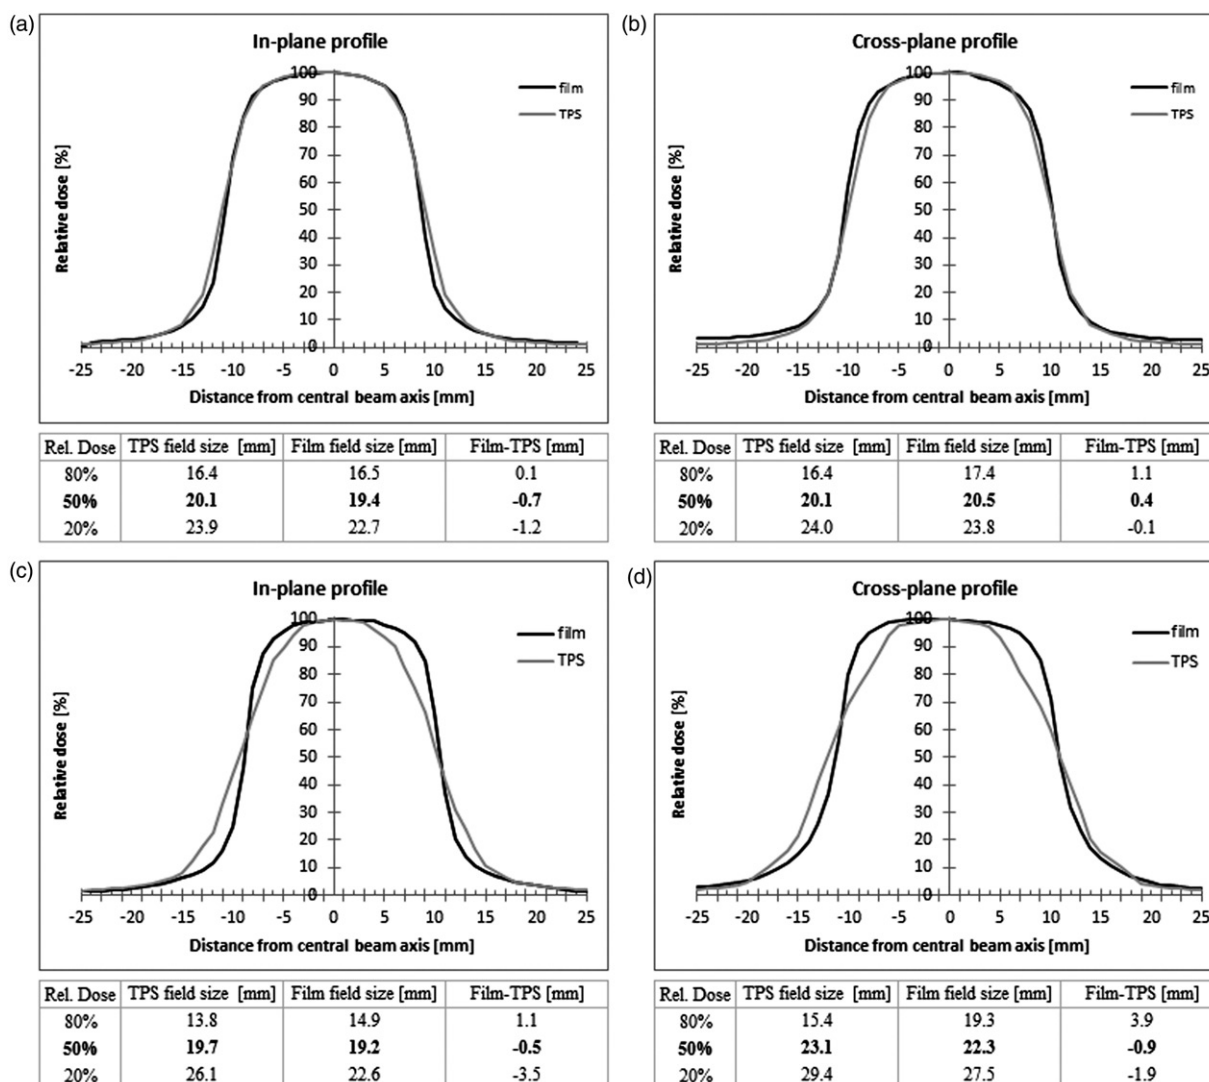 (a)
In-plane profile
100
90
80
70
60
50
40
30
20
10
0
film
TPS
Relative dose [%]
-25 -20 -15 -10 -5 0 5 10 15 20 25
Distance from central beam axis [mm]
Rel. Dose TPS field size [mm] Film field size [mm] Film-TPS [mm]
80% 16.4 16.5 0.1
50% 20.1 19.4 -0.7
20% 23.9 22.7 -1.2
(b)
Cross-plane profile
100
90
80
70
60
50
40
30
20
10
0
film
TPS
Relative dose [%]
-25 -20 -15 -10 -5 0 5 10 15 20 25
Distance from central beam axis [mm]
Rel. Dose TPS field size [mm] Film field size [mm] Film-TPS [mm]
80% 16.4 17.4 1.1
50% 20.1 20.5 0.4
20% 24.0 23.8 -0.1
(c)
In-plane profile
100
90
80
70
60
50
40
30
20
10
0
film
TPS
Relative dose [%]
-25 -20 -15 -10 -5 0 5 10 15 20 25
Distance from central beam axis [mm]
Rel. Dose TPS field size [mm] Film field size [mm] Film-TPS [mm]
80% 13.8 14.9 1.1
50% 19.7 19.2 -0.5
20% 26.1 22.6 -3.5
(d)
Cross-plane profile
100
90
80
70
60
50
40
30
20
10
0
film
TPS
Relative dose [%]
-25 -20 -15 -10 -5 0 5 10 15 20 25
Distance from central beam axis [mm]
Rel. Dose TPS field size [mm] Film field size [mm] Film-TPS [mm]
80% 15.4 19.3 3.9
50% 23.1 22.3 -0.9
20% 29.4 27.5 -1.9